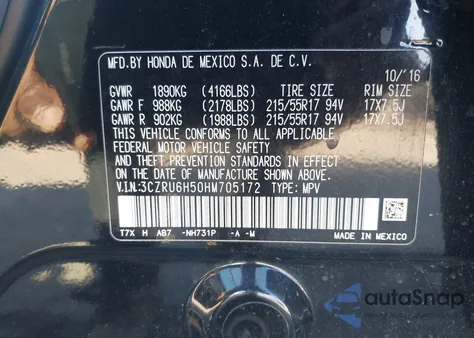 MFD.BY HONDA DE MEXICO S.A. DE C.V.
10/'16
GVWR 1890KG (4166LBS) TIRE SIZE RIM SIZE
GAWR F 988KG (2178LBS) 215/55R17 94V 17X7.5J
GAWR R 902KG (1988LBS) 215/55R17 94V 17X7.5J
THIS VEHICLE CONFORMS TO ALL APPLICABLE
FEDERAL MOTOR VEHICLE SAFETY
AND THEFT PREVENTION STANDARDS IN EFFECT
ON THE DATE OF MANUFACTURE SHOWN ABOVE.
V.I.N:3CZRU6H50HM705172 TYPE: MPV
T7X H AB7 -NH731P -A -M
MADE IN MEXICO
autoSnap